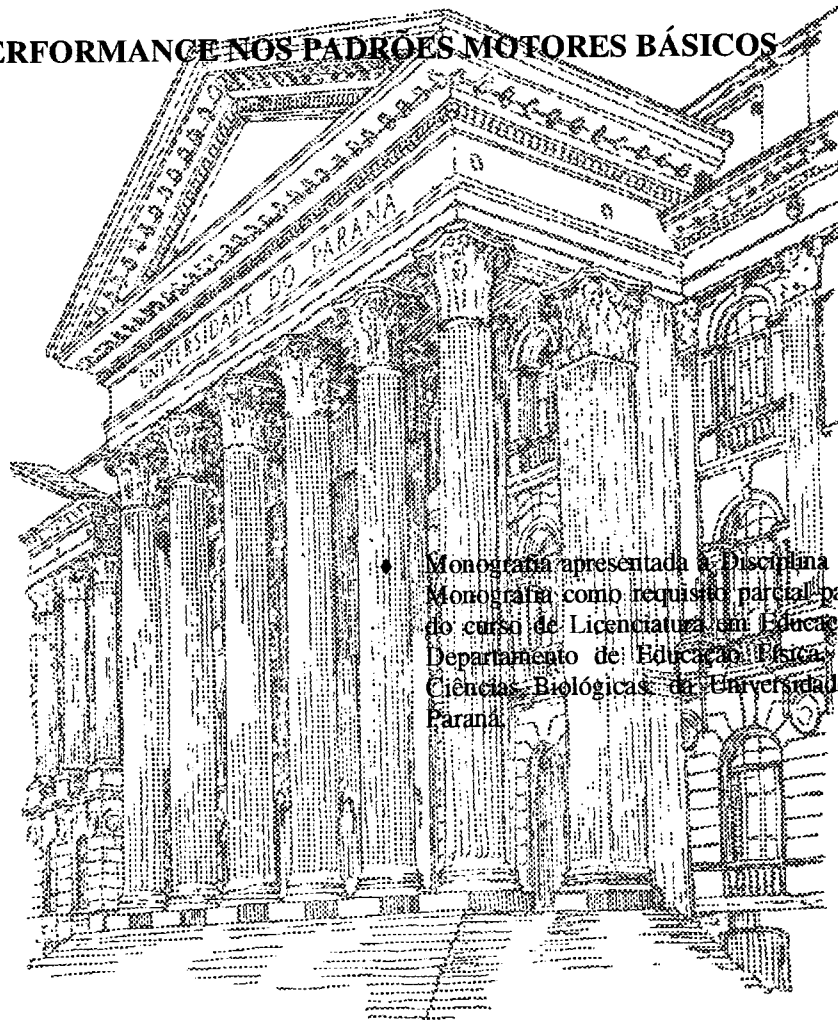 ERFORMANCE NOS PADRÕES MOTORES BÁSICOS
UNIVERSIDADE DO PARANÁ
Monografia apresentada à Disciplina
Monografia como requisito parcial pa
do curso de Licenciatura em Educaç
Departamento de Educação Física,
Ciências Biológicas, da Universidad
Paraná.